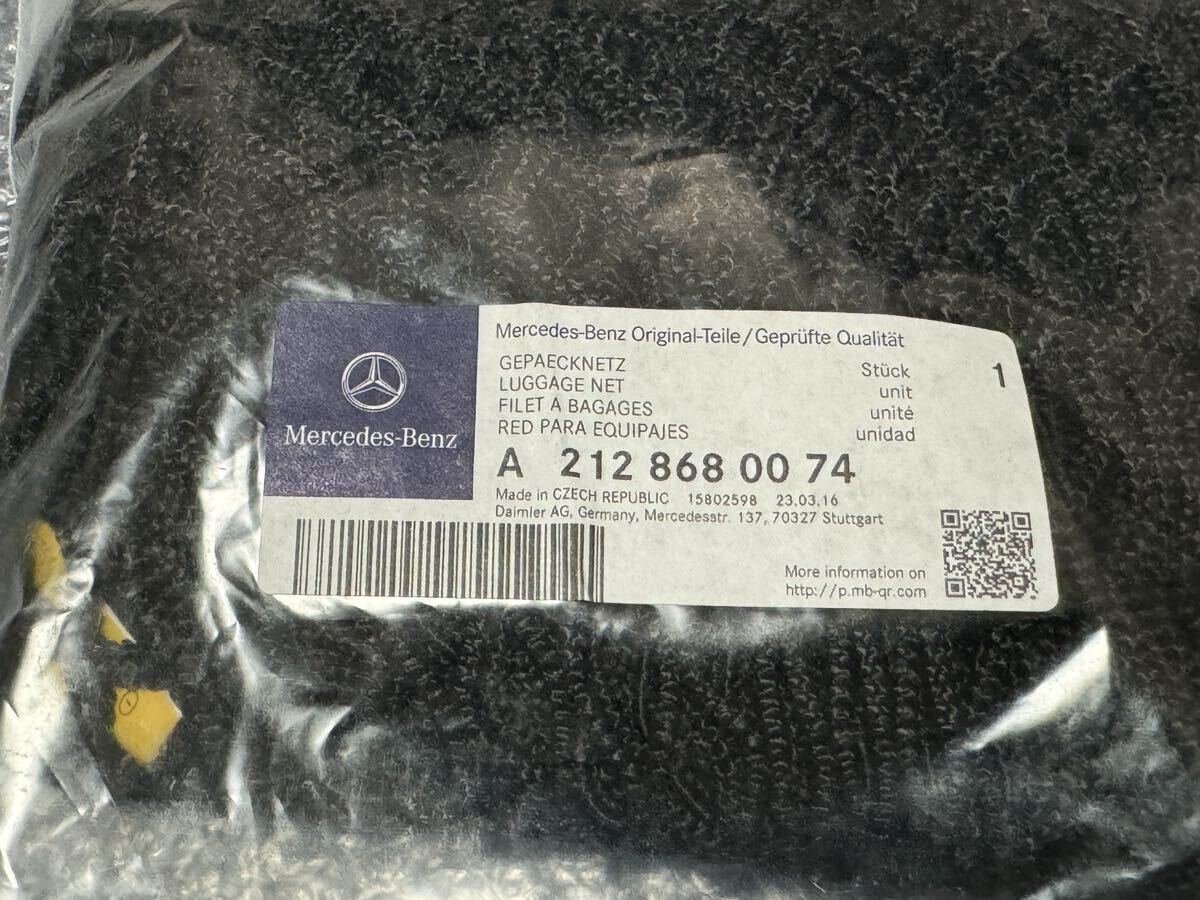 Mercedes-Benz
Mercedes-Benz Original-Teile/Geprüfte Qualität
GEPAECKNETZ Stück 1
LUGGAGE NET unit
FILET A BAGAGES unité
RED PARA EQUIPAJES unidad
A 212 868 00 74
Made in CZECH REPUBLIC 15802598 23.03.16
Daimler AG, Germany, Mercedesstr. 137, 70327 Stuttgart
More information on
http://p.mb-qr.com